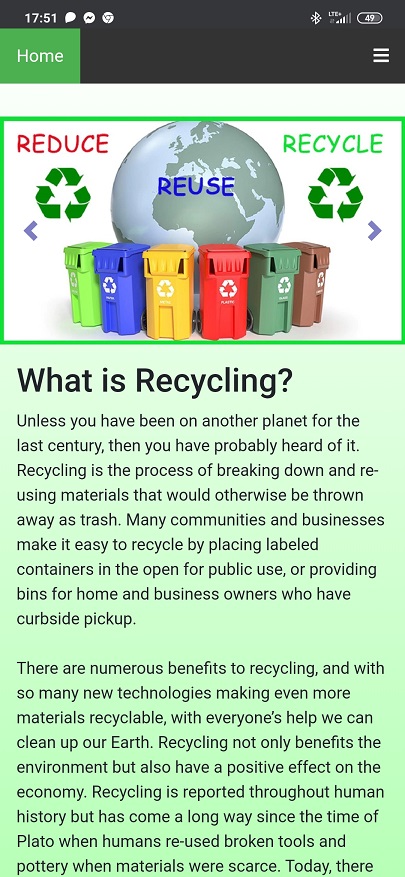 17:51
LTE+
49
Home
REDUCE
RECYCLE
REUSE
PLASTIC
What is Recycling?
Unless you have been on another planet for the
last century, then you have probably heard of it.
Recycling is the process of breaking down and re-
using materials that would otherwise be thrown
away as trash. Many communities and businesses
make it easy to recycle by placing labeled
containers in the open for public use, or providing
bins for home and business owners who have
curbside pickup.
There are numerous benefits to recycling, and with
so many new technologies making even more
materials recyclable, with everyone’s help we can
clean up our Earth. Recycling not only benefits the
environment but also have a positive effect on the
economy. Recycling is reported throughout human
history but has come a long way since the time of
Plato when humans re-used broken tools and
pottery when materials were scarce. Today, there